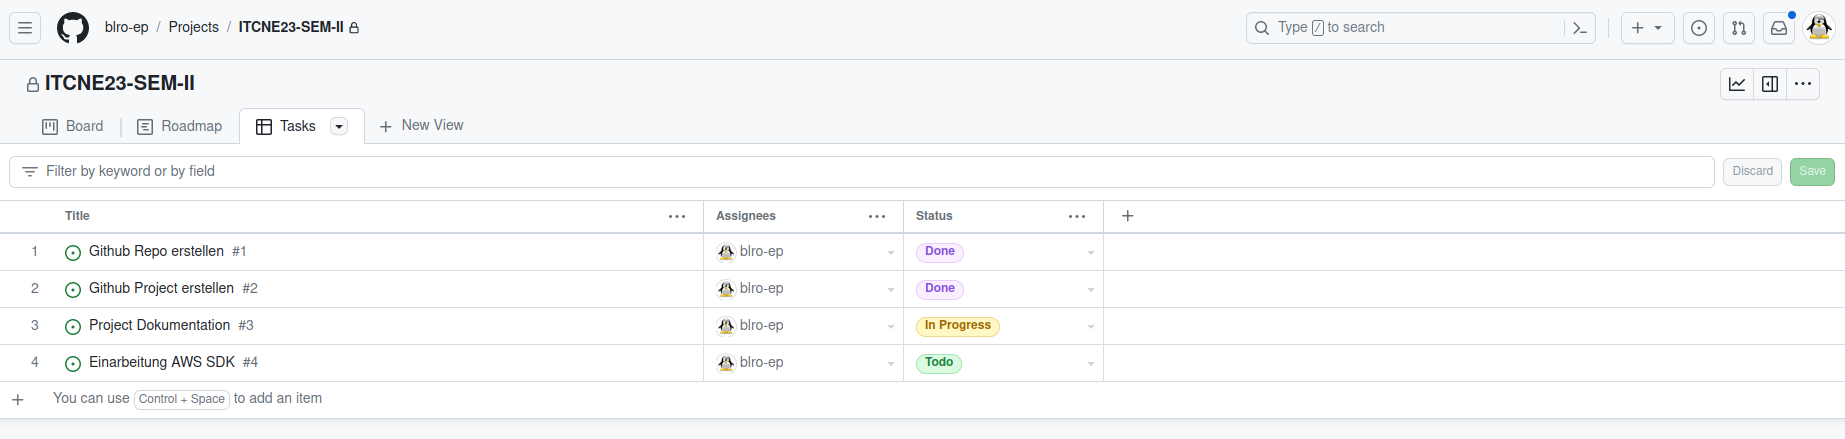 blro-ep / Projects / ITCNE23-SEM-II
Type / to search
ITCNE23-SEM-II
Board
Roadmap
Tasks
New View
Filter by keyword or by field
Discard
Save
Title Assignees Status
1 Github Repo erstellen #1 blro-ep Done
2 Github Project erstellen #2 blro-ep Done
3 Project Dokumentation #3 blro-ep In Progress
4 Einarbeitung AWS SDK #4 blro-ep Todo
You can use Control + Space to add an item